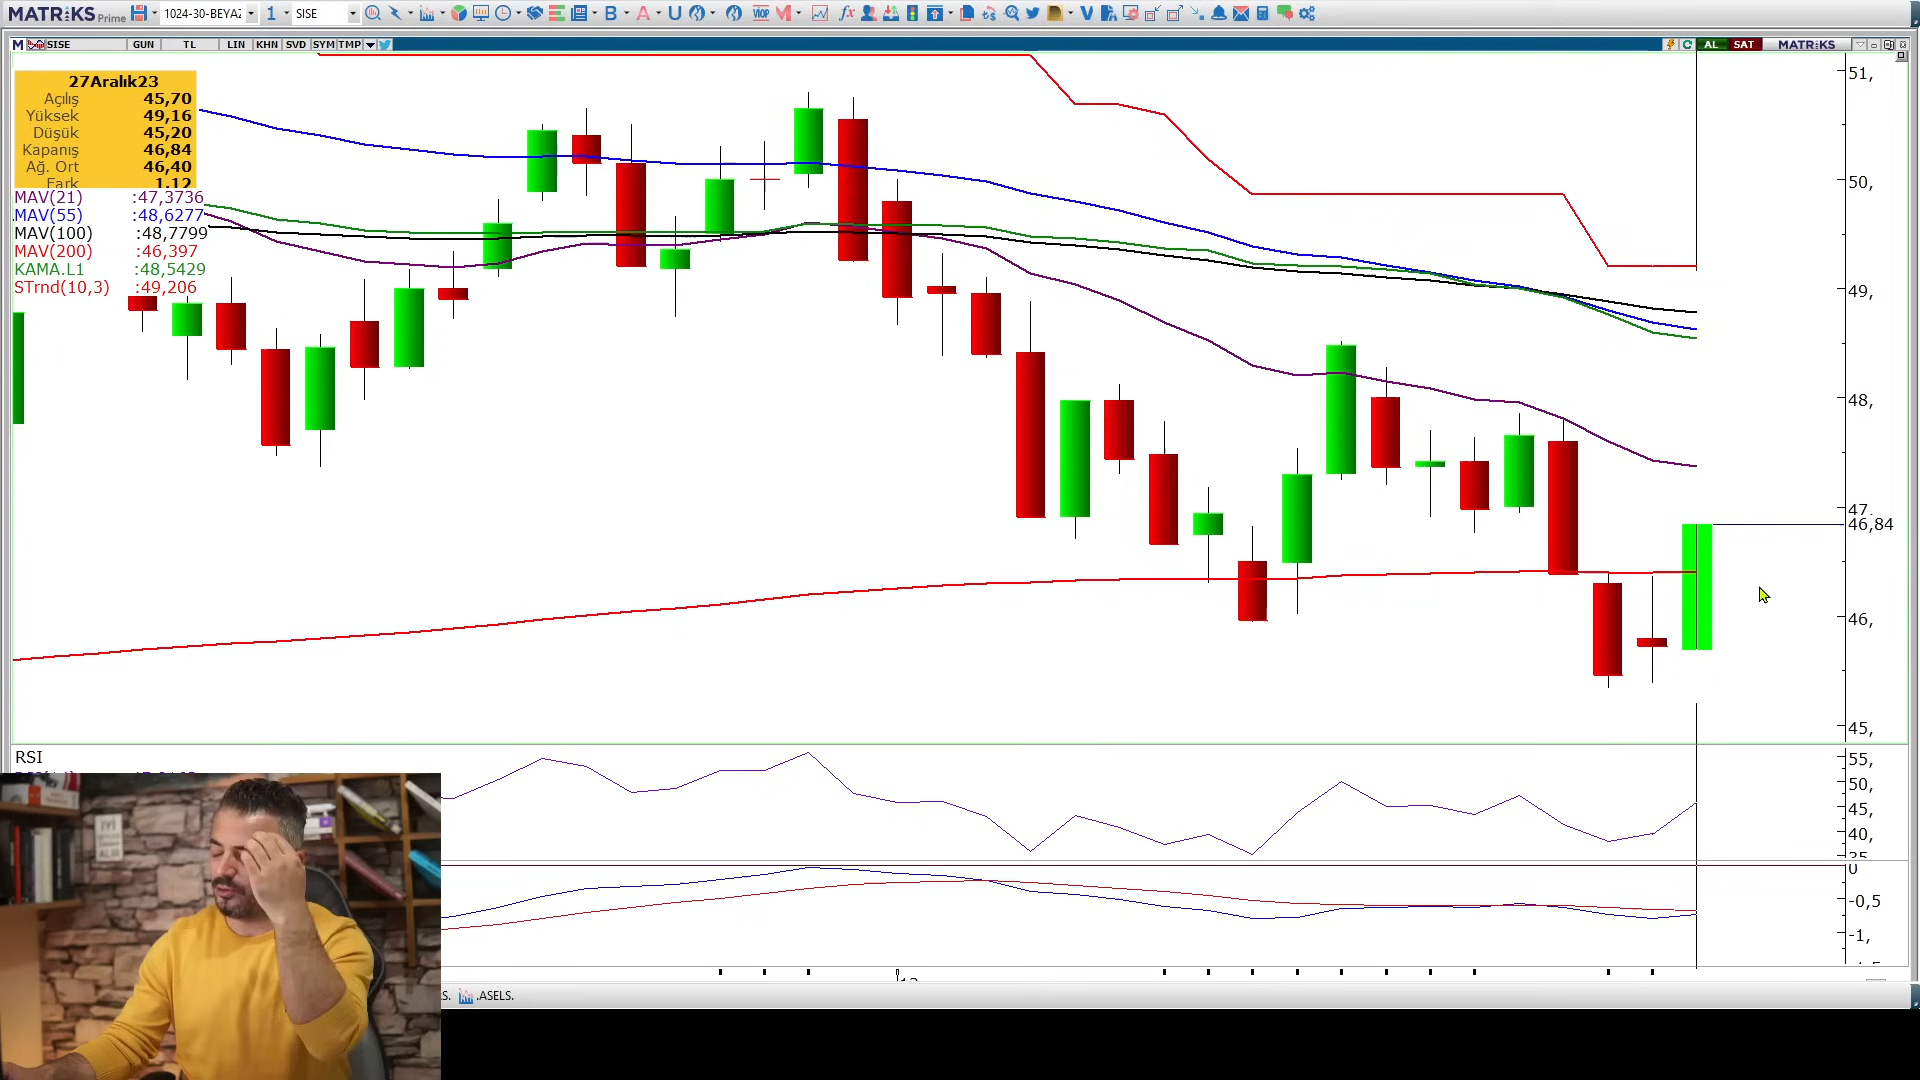 MATRIKS Prime 1024-30-BEYAZ 1 SISE
B A U VIOP M fx V
M SISE GUN TL LIN KHN SVD SYM TMP AL SAT MATRIKS
27Aralık23
Açılış 45,70
Yüksek 49,16
Düşük 45,20
Kapanış 46,84
Ağ. Ort 46,40
Fark 1,12
MAV(21) :47,3736
MAV(55) :48,6277
MAV(100) :48,7799
MAV(200) :46,397
KAMA.L1 :48,5429
STrnd(10,3) :49,206
51,
50,
49,
48,
47,
46,84
46,
45,
RSI
55,
50,
45,
40,
35
0
-0,5
-1,
.ASELS.